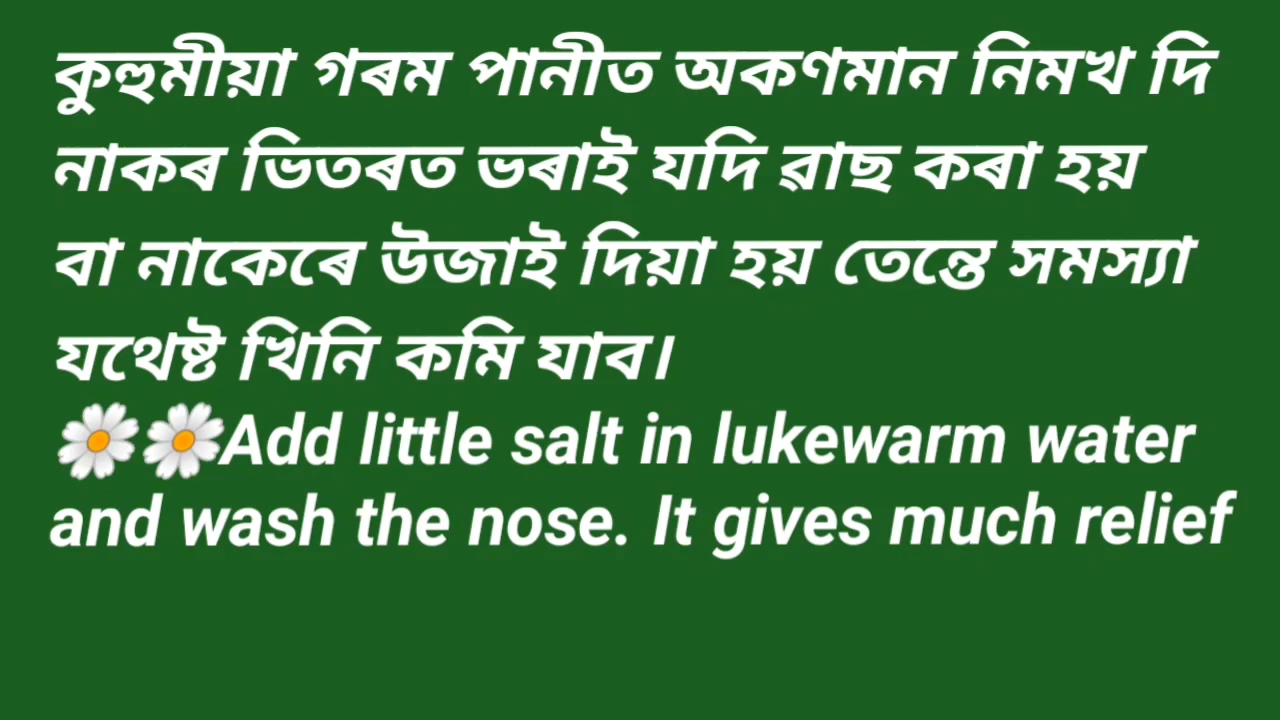 কুহুমীয়া গৰম পানীত অকণমান নিমখ দি
নাকৰ ভিতৰত ভৰাই যদি ৱাছ কৰা হয়
বা নাকেৰে উজাই দিয়া হয় তেন্তে সমস্যা
যথেষ্ট খিনি কমি যাব।
🌼🌼Add little salt in lukewarm water
and wash the nose. It gives much relief